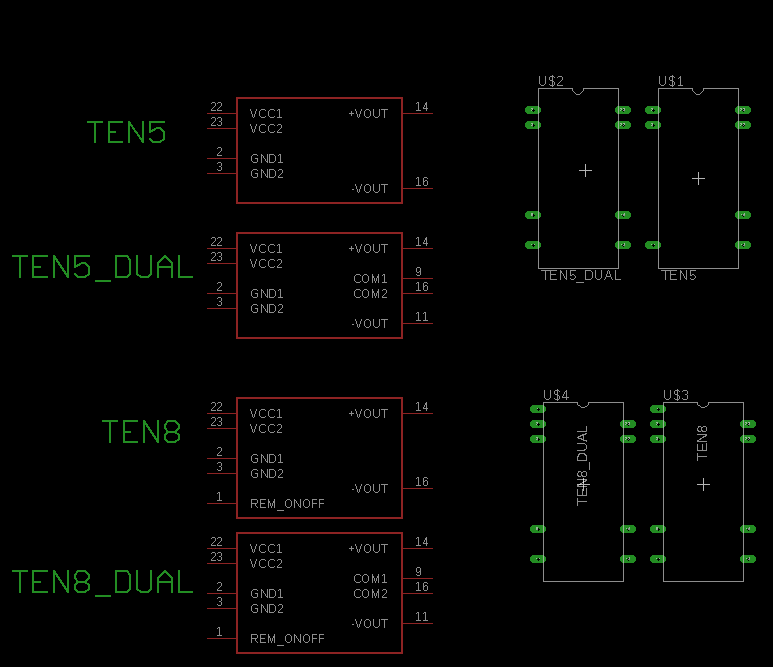 U$2 U$1
22 VCC1 +VOUT 14
TEN5
23 VCC2
2 GND1
3 GND2
-VOUT 16
22 VCC1 +VOUT 14
TEN5_DUAL
23 VCC2
COM1 9
2 GND1 COM2 16
3 GND2
-VOUT 11
TEN5_DUAL TEN5
U$4 U$3
22 VCC1 +VOUT 14
TEN8
23 VCC2
2 GND1
3 GND2
-VOUT 16
1 REM_ONOFF
TEN8_DUAL TEN8
22 VCC1 +VOUT 14
23 VCC2
TEN8_DUAL
COM1 9
2 GND1 COM2 16
3 GND2
-VOUT 11
1 REM_ONOFF